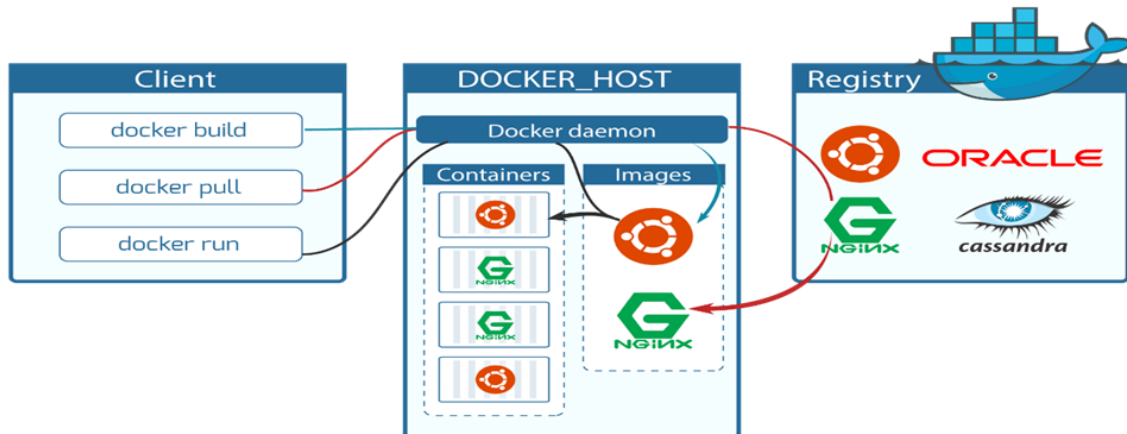 Client
docker build
docker pull
docker run
DOCKER_HOST
Docker daemon
Containers
NGiNX
NGiNX
Images
NGiNX
Registry
ORACLE
NGiNX
cassandra